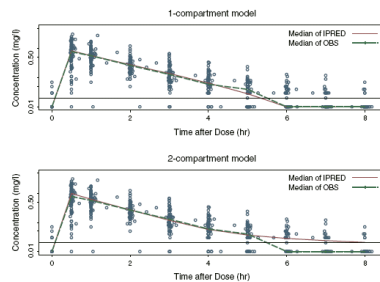 1-compartment model
Concentration (mg/l)
0.50
0.01
Median of IPRED
Median of OBS
0 2 4 6 8
Time after Dose (hr)
2-compartment model
Concentration (mg/l)
0.50
0.01
Median of IPRED
Median of OBS
0 2 4 6 8
Time after Dose (hr)